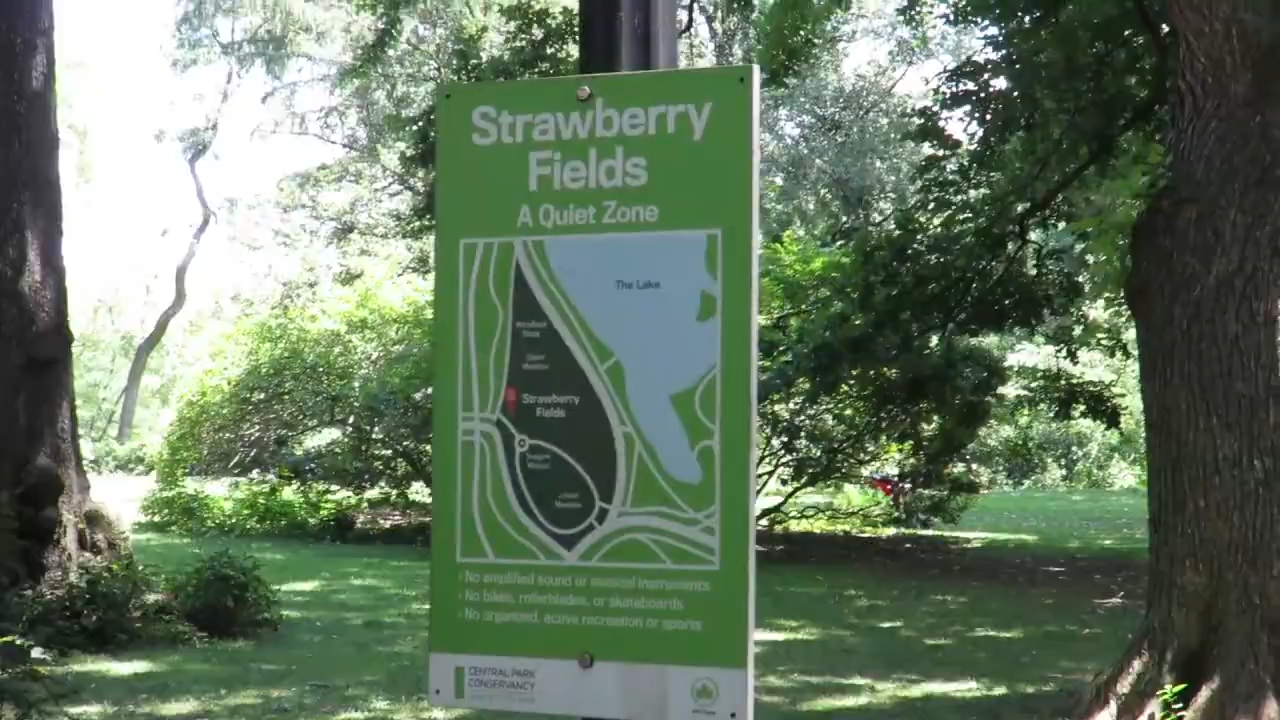 Strawberry
Fields
A Quiet Zone
The Lake
Strawberry
Fields
No amplified sound or musical instruments
No bikes, rollerblades, or skateboards
No organized, active recreation or sports
CENTRAL PARK
CONSERVANCY